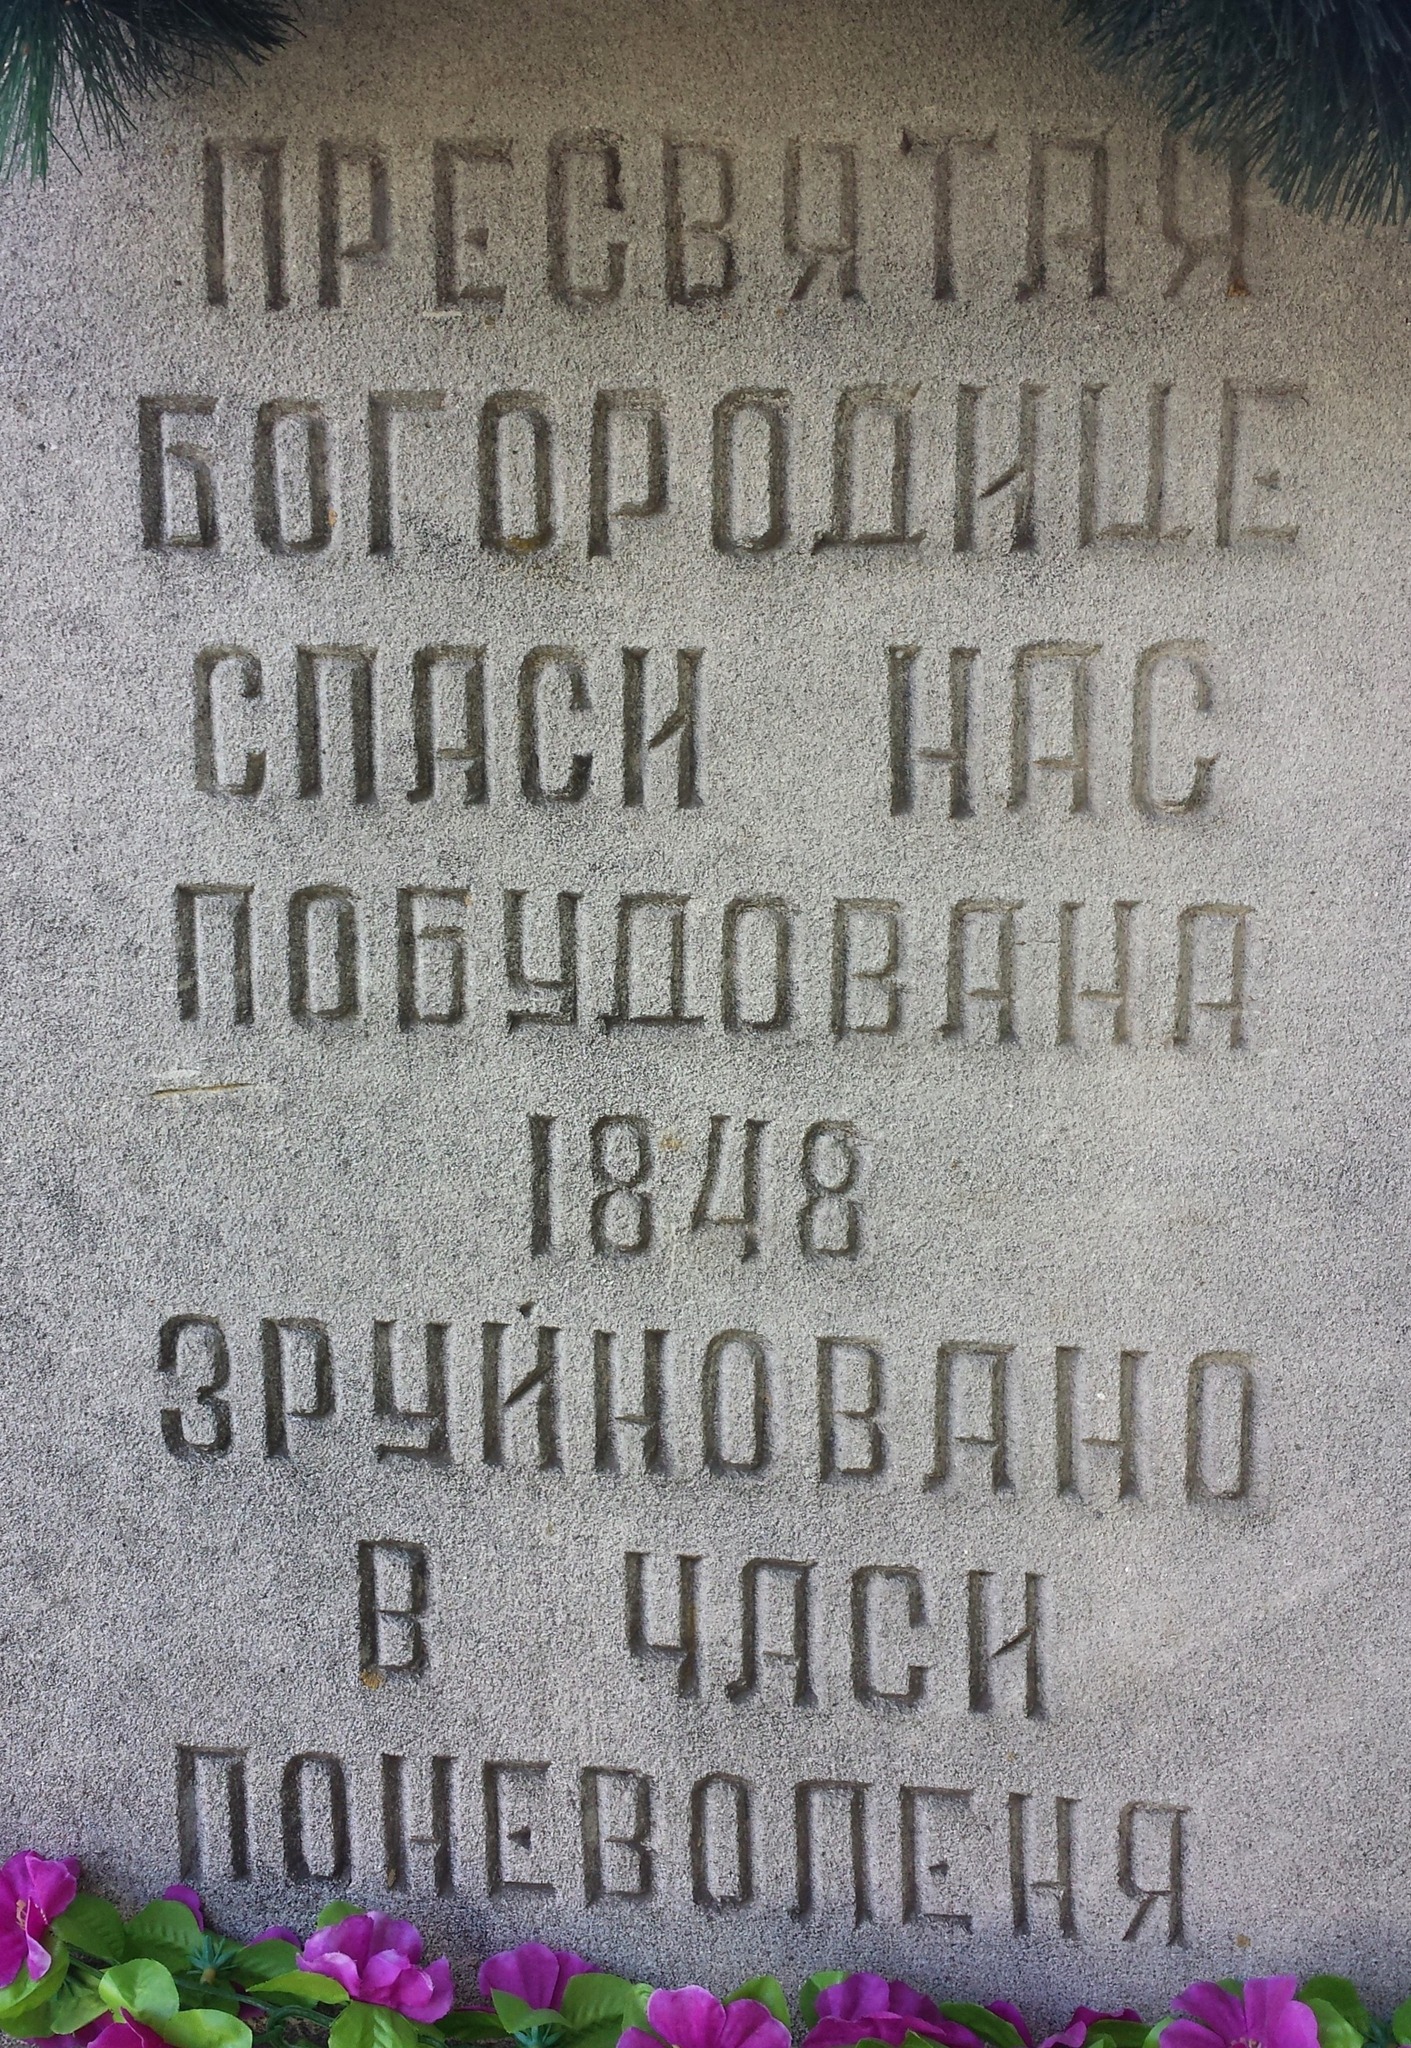 ПРЕСВЯТАЯ
БОГОРОДИЦЕ
СПАСИ НАС
ПОБУДОВАНА
1848
ЗРУЙНОВАНО
В ЧАСИ
ПОНЕВОЛЕНЯ